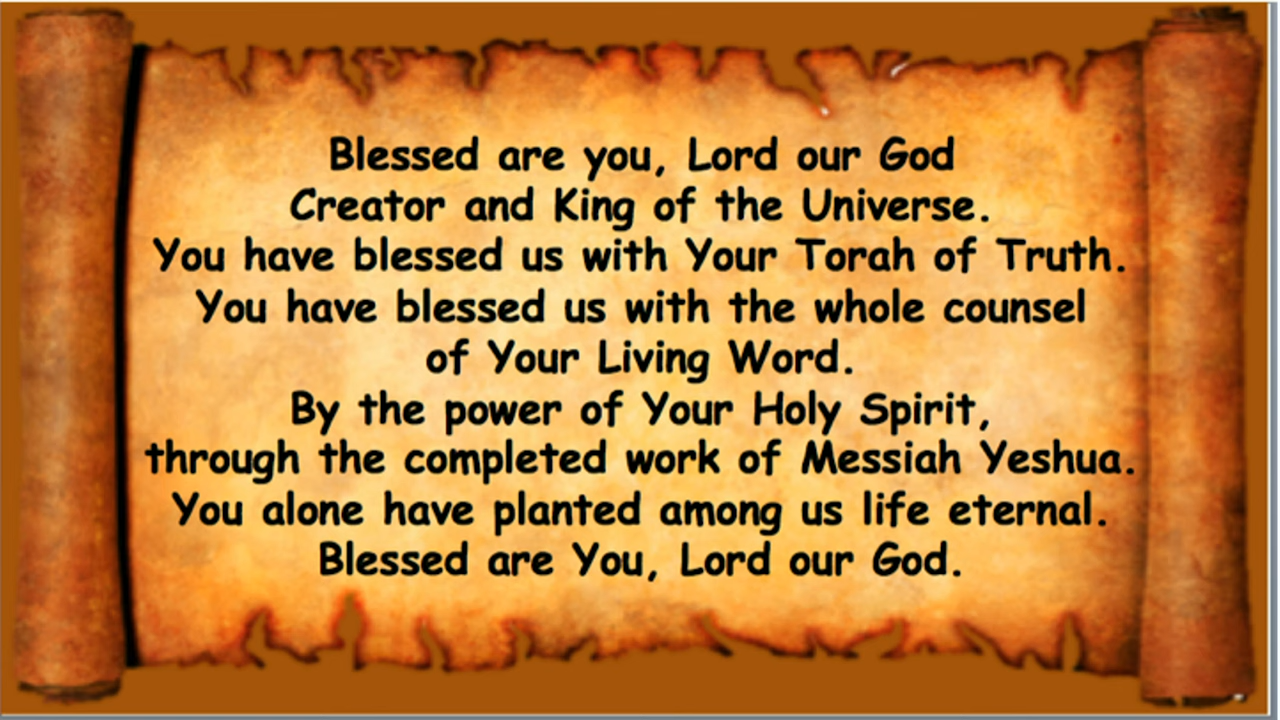 Blessed are you, Lord our God
Creator and King of the Universe.
You have blessed us with Your Torah of Truth.
You have blessed us with the whole counsel
of Your Living Word.
By the power of Your Holy Spirit,
through the completed work of Messiah Yeshua.
You alone have planted among us life eternal.
Blessed are You, Lord our God.